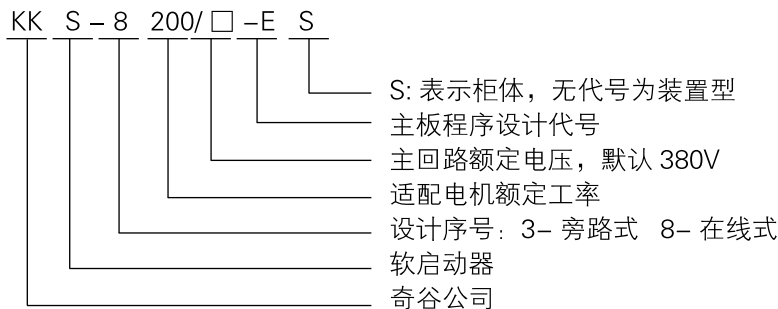 KK S-8 200/□-E S
S: 表示柜体，无代号为装置型
主板程序设计代号
主回路额定电压，默认 380V
适配电机额定工率
设计序号：3- 旁路式 8- 在线式
软启动器
奇谷公司